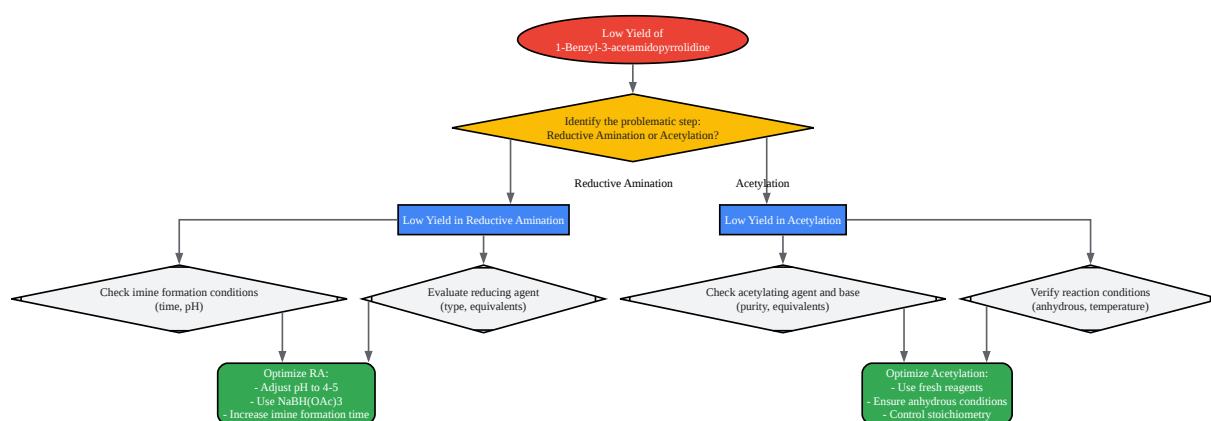 Low Yield of
1-Benzyl-3-acetamidopyrrolidine
Identify the problematic step:
Reductive Amination or Acetylation?
Reductive Amination
Acetylation
Low Yield in Reductive Amination
Low Yield in Acetylation
Check imine formation conditions
(time, pH)
Evaluate reducing agent
(type, equivalents)
Check acetylating agent and base
(purity, equivalents)
Verify reaction conditions
(anhydrous, temperature)
Optimize RA:
- Adjust pH to 4-5
- Use NaBH(OAc)3
- Increase imine formation time
Optimize Acetylation:
- Use fresh reagents
- Ensure anhydrous conditions
- Control stoichiometry